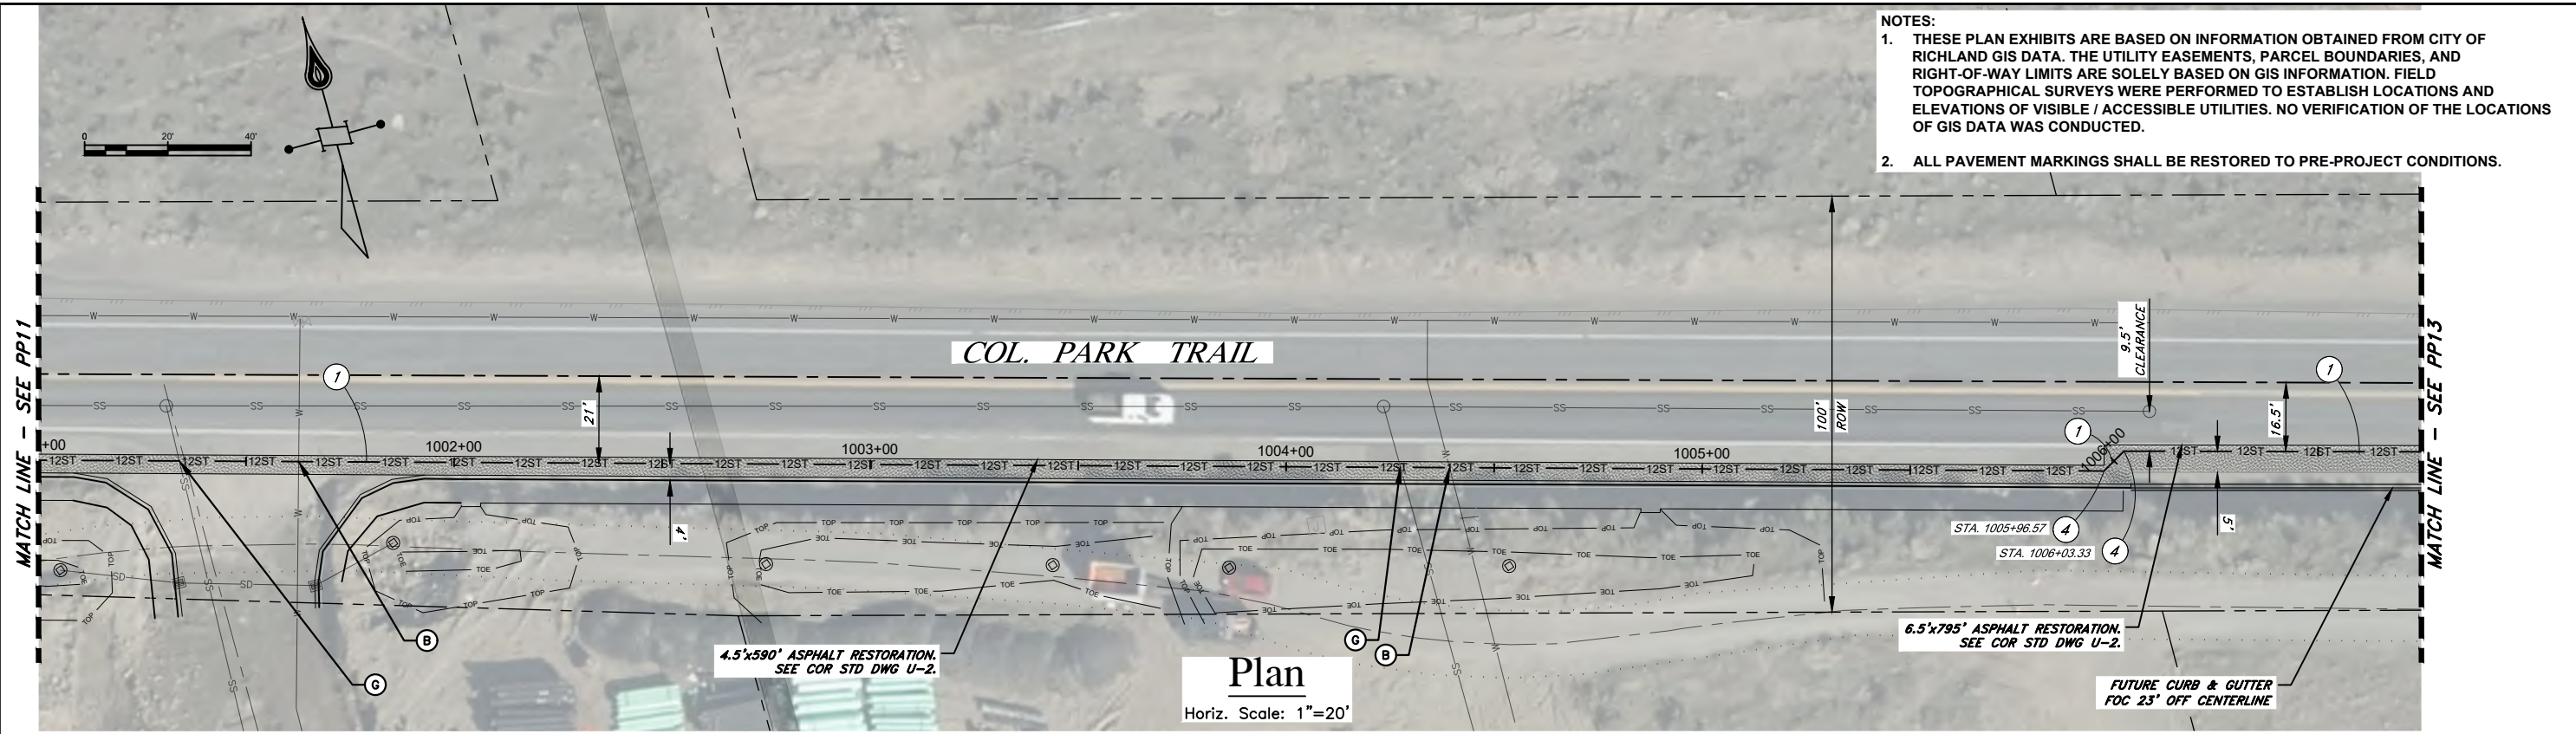 NOTES:
1. THESE PLAN EXHIBITS ARE BASED ON INFORMATION OBTAINED FROM CITY OF
RICHLAND GIS DATA. THE UTILITY EASEMENTS, PARCEL BOUNDARIES, AND
RIGHT-OF-WAY LIMITS ARE SOLELY BASED ON GIS INFORMATION. FIELD
TOPOGRAPHICAL SURVEYS WERE PERFORMED TO ESTABLISH LOCATIONS AND
ELEVATIONS OF VISIBLE / ACCESSIBLE UTILITIES. NO VERIFICATION OF THE LOCATIONS
OF GIS DATA WAS CONDUCTED.
2. ALL PAVEMENT MARKINGS SHALL BE RESTORED TO PRE-PROJECT CONDITIONS.
0 20' 40'
MATCH LINE - SEE PP11
MATCH LINE - SEE PP13
COL. PARK TRAIL
9.5'
CLEARANCE
1
1
1
21'
100'
ROW
16.5'
+00
1002+00
1003+00
1004+00
1005+00
1006+00
4'
5'
STA. 1005+96.57 4
STA. 1006+03.33 4
B
G
G
B
4.5'x590' ASPHALT RESTORATION.
SEE COR STD DWG U-2.
6.5'x795' ASPHALT RESTORATION.
SEE COR STD DWG U-2.
FUTURE CURB & GUTTER
FOC 23' OFF CENTERLINE
Plan
Horiz. Scale: 1"=20'